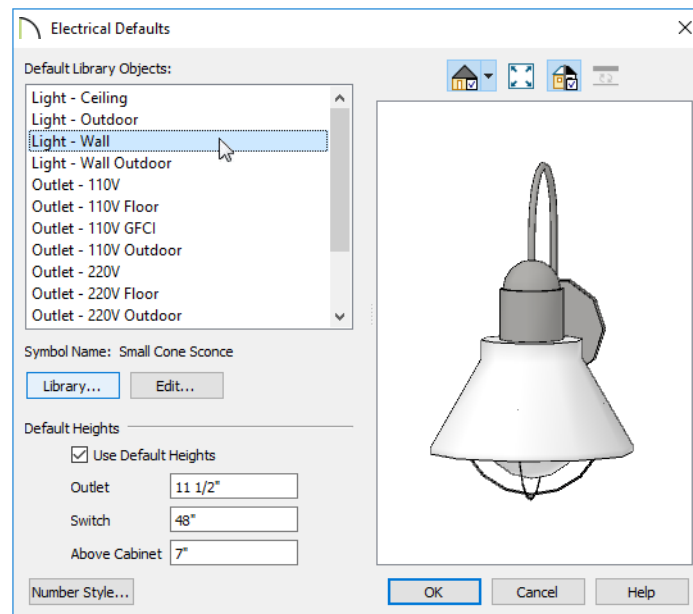 Electrical Defaults
Default Library Objects:
Light - Ceiling
Light - Outdoor
Light - Wall
Light - Wall Outdoor
Outlet - 110V
Outlet - 110V Floor
Outlet - 110V GFCI
Outlet - 110V Outdoor
Outlet - 220V
Outlet - 220V Floor
Outlet - 220V Outdoor
Symbol Name: Small Cone Sconce
Library... Edit...
Default Heights
Use Default Heights
Outlet 11 1/2"
Switch 48"
Above Cabinet 7"
Number Style... OK Cancel Help